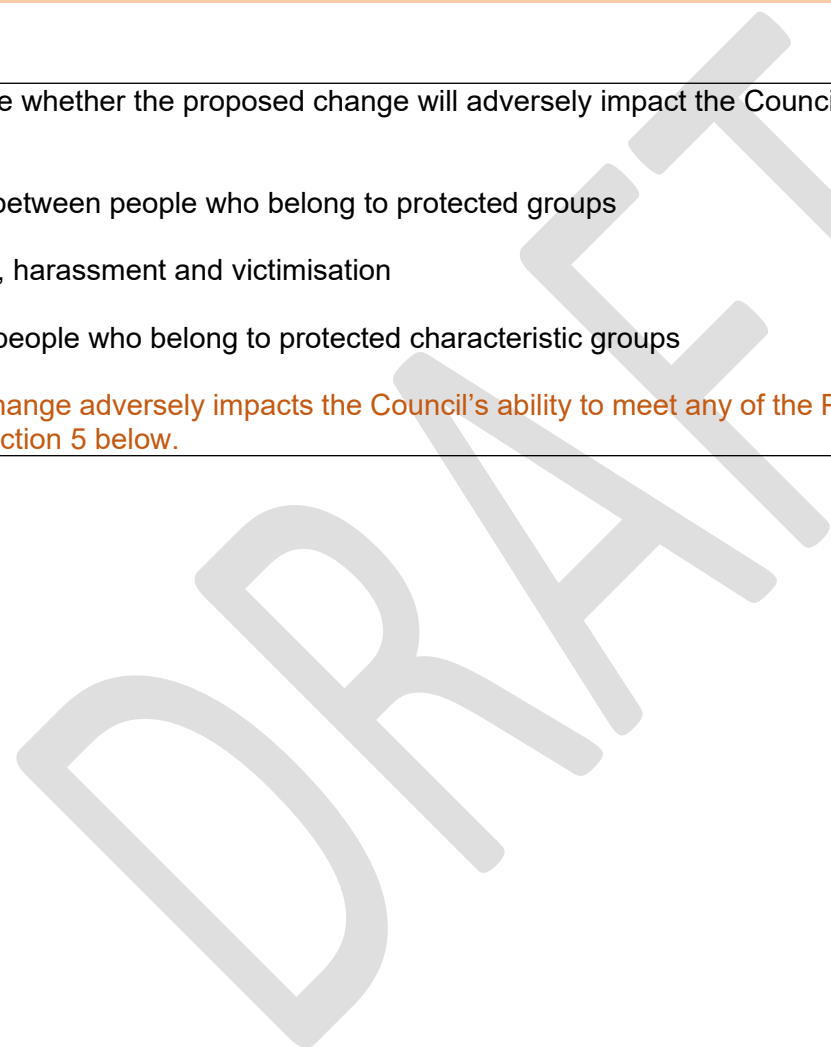 e whether the proposed change will adversely impact the Counci
between people who belong to protected groups
, harassment and victimisation
people who belong to protected characteristic groups
hange adversely impacts the Council’s ability to meet any of the P
ction 5 below.
DRAFT